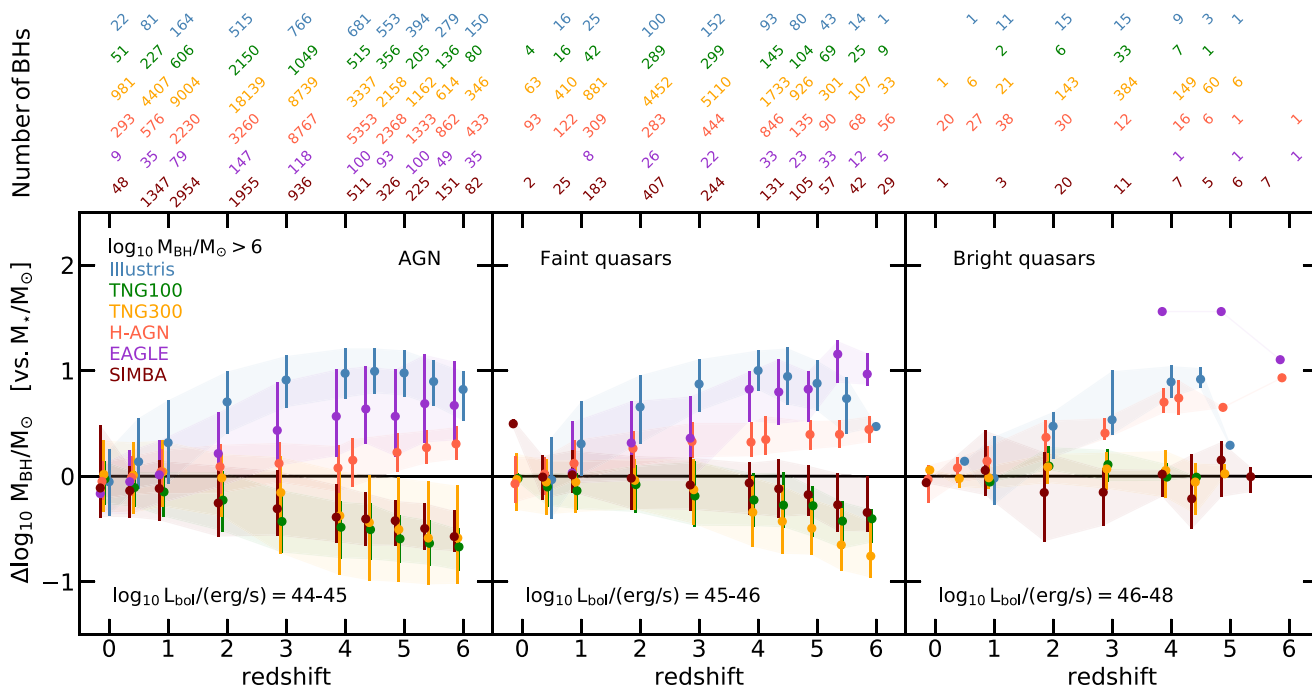 Number of BHs
22 81 164 515 766 681 553 394 279 150 16 25 100 152 93 80 43 14 1 1 11 15 15 9 3 1
51 227 606 2150 1049 515 356 205 136 80 4 16 42 289 299 145 104 69 25 9 2 6 33 7 1
981 4407 9004 18139 8739 3337 2158 1162 614 346 63 410 881 4452 5110 1733 926 301 107 33 1 6 21 143 384 149 60 6
293 576 2230 3260 8767 5353 2368 1333 862 433 93 122 309 283 444 846 135 90 68 56 20 27 38 30 12 16 6 1 1
9 35 79 147 118 100 93 100 49 35 8 26 22 33 23 33 12 5 1 1 1
48 1347 2954 1955 936 511 326 225 151 82 2 25 183 407 244 131 105 57 42 29 1 3 20 11 7 5 6 7
Δlog₁₀ M_BH/M⊙ [vs. M⋆/M⊙]
2
1
0
−1
log₁₀ M_BH/M⊙ > 6
Illustris
TNG100
TNG300
H-AGN
EAGLE
SIMBA
AGN
log₁₀ L_bol/(erg/s) = 44-45
Faint quasars
log₁₀ L_bol/(erg/s) = 45-46
Bright quasars
log₁₀ L_bol/(erg/s) = 46-48
0 1 2 3 4 5 6
redshift
0 1 2 3 4 5 6
redshift
0 1 2 3 4 5 6
redshift